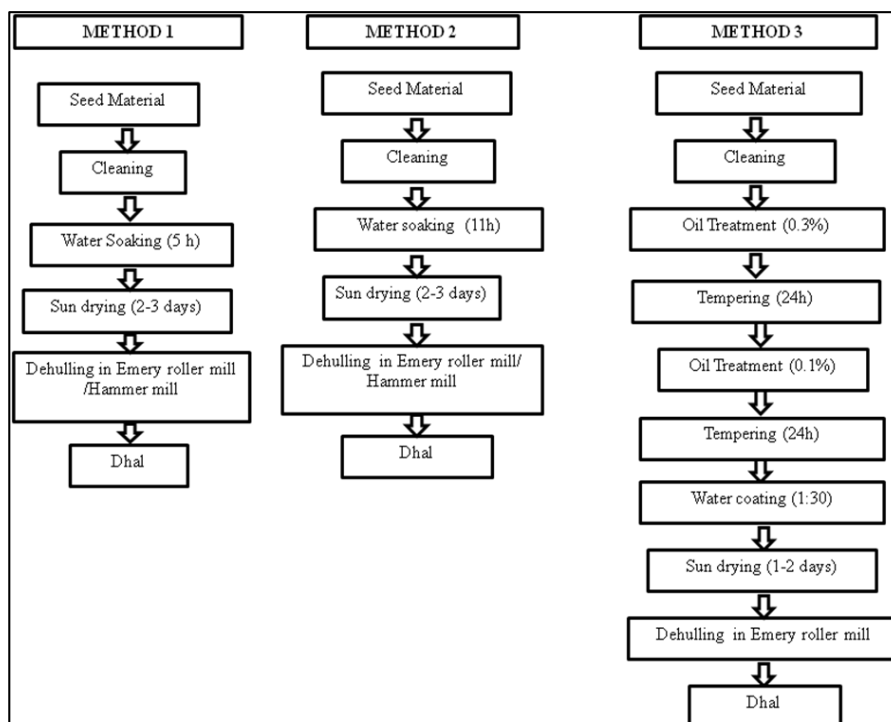 METHOD 1
Seed Material
Cleaning
Water Soaking (5 h)
Sun drying (2-3 days)
Dehulling in Emery roller mill
/Hammer mill
Dhal
METHOD 2
Seed Material
Cleaning
Water soaking (11h)
Sun drying (2-3 days)
Dehulling in Emery roller mill/
Hammer mill
Dhal
METHOD 3
Seed Material
Cleaning
Oil Treatment (0.3%)
Tempering (24h)
Oil Treatment (0.1%)
Tempering (24h)
Water coating (1:30)
Sun drying (1-2 days)
Dehulling in Emery roller mill
Dhal